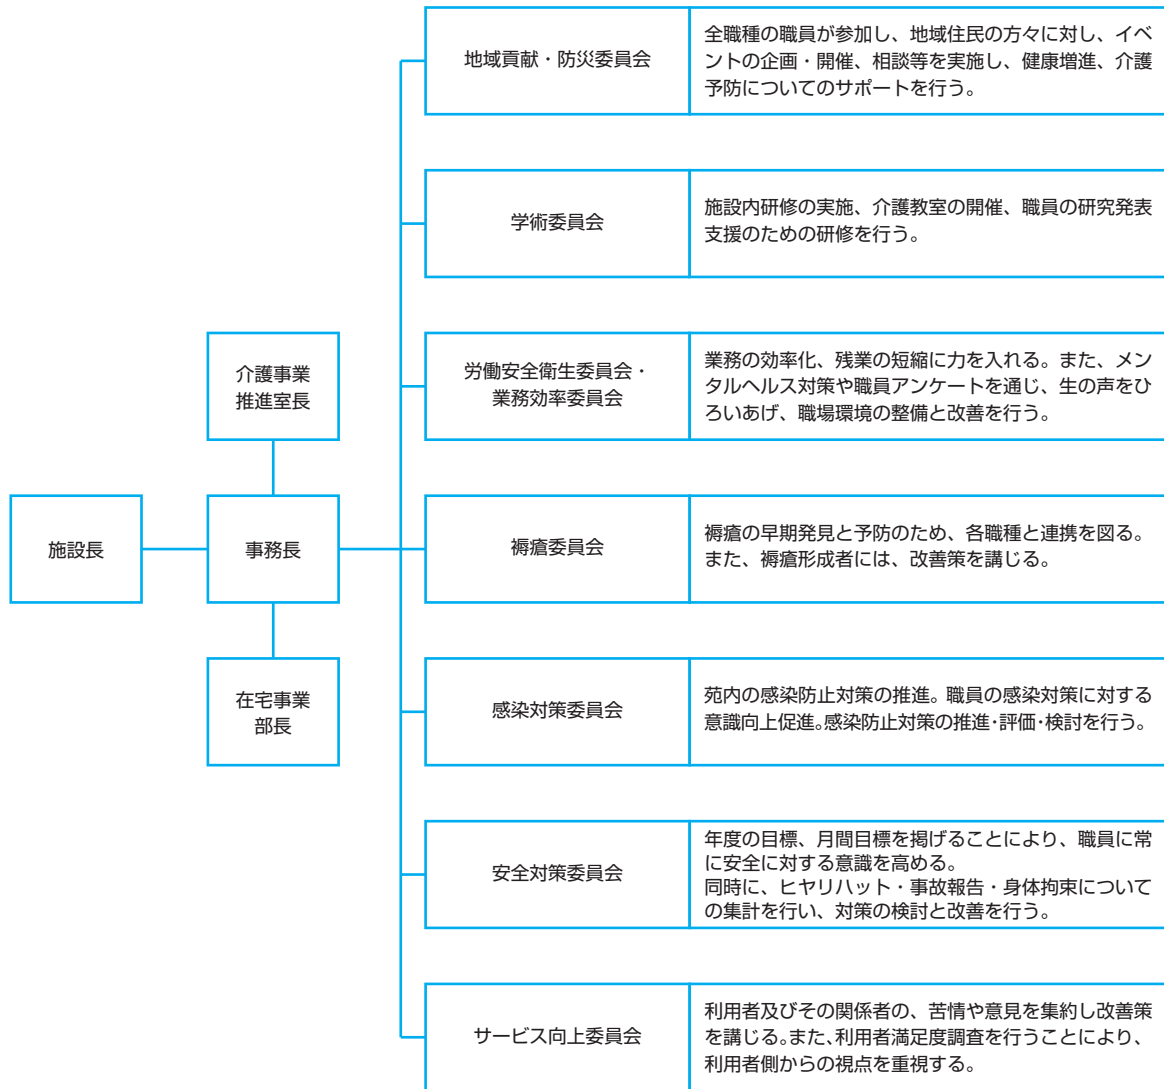 地域貢献・防災委員会
全職種の職員が参加し、地域住民の方々に対し、イベ
ントの企画・開催、相談等を実施し、健康増進、介護
予防についてのサポートを行う。
学術委員会
施設内研修の実施、介護教室の開催、職員の研究発表
支援のための研修を行う。
介護事業
推進室長
労働安全衛生委員会・
業務効率委員会
業務の効率化、残業の短縮に力を入れる。また、メン
タルヘルス対策や職員アンケートを通じ、生の声をひ
ろいあげ、職場環境の整備と改善を行う。
施設長
事務長
褥瘡委員会
褥瘡の早期発見と予防のため、各職種と連携を図る。
また、褥瘡形成者には、改善策を講じる。
在宅事業
部長
感染対策委員会
苑内の感染防止対策の推進。職員の感染対策に対する
意識向上促進。感染防止対策の推進・評価・検討を行う。
安全対策委員会
年度の目標、月間目標を掲げることにより、職員に常
に安全に対する意識を高める。
同時に、ヒヤリハット・事故報告・身体拘束について
の集計を行い、対策の検討と改善を行う。
サービス向上委員会
利用者及びその関係者の、苦情や意見を集約し改善策
を講じる。また、利用者満足度調査を行うことにより、
利用者側からの視点を重視する。